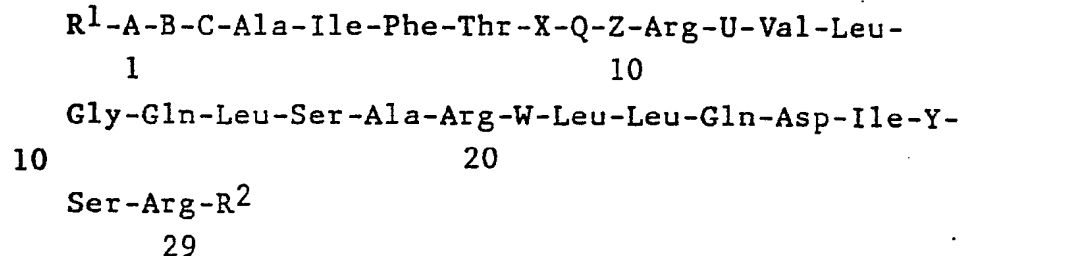 R1-A-B-C-Ala-Ile-Phe-Thr-X-Q-Z-Arg-U-Val-Leu-
1 10
Gly-Gln-Leu-Ser-Ala-Arg-W-Leu-Leu-Gln-Asp-Ile-Y-
10 20
Ser-Arg-R2
29